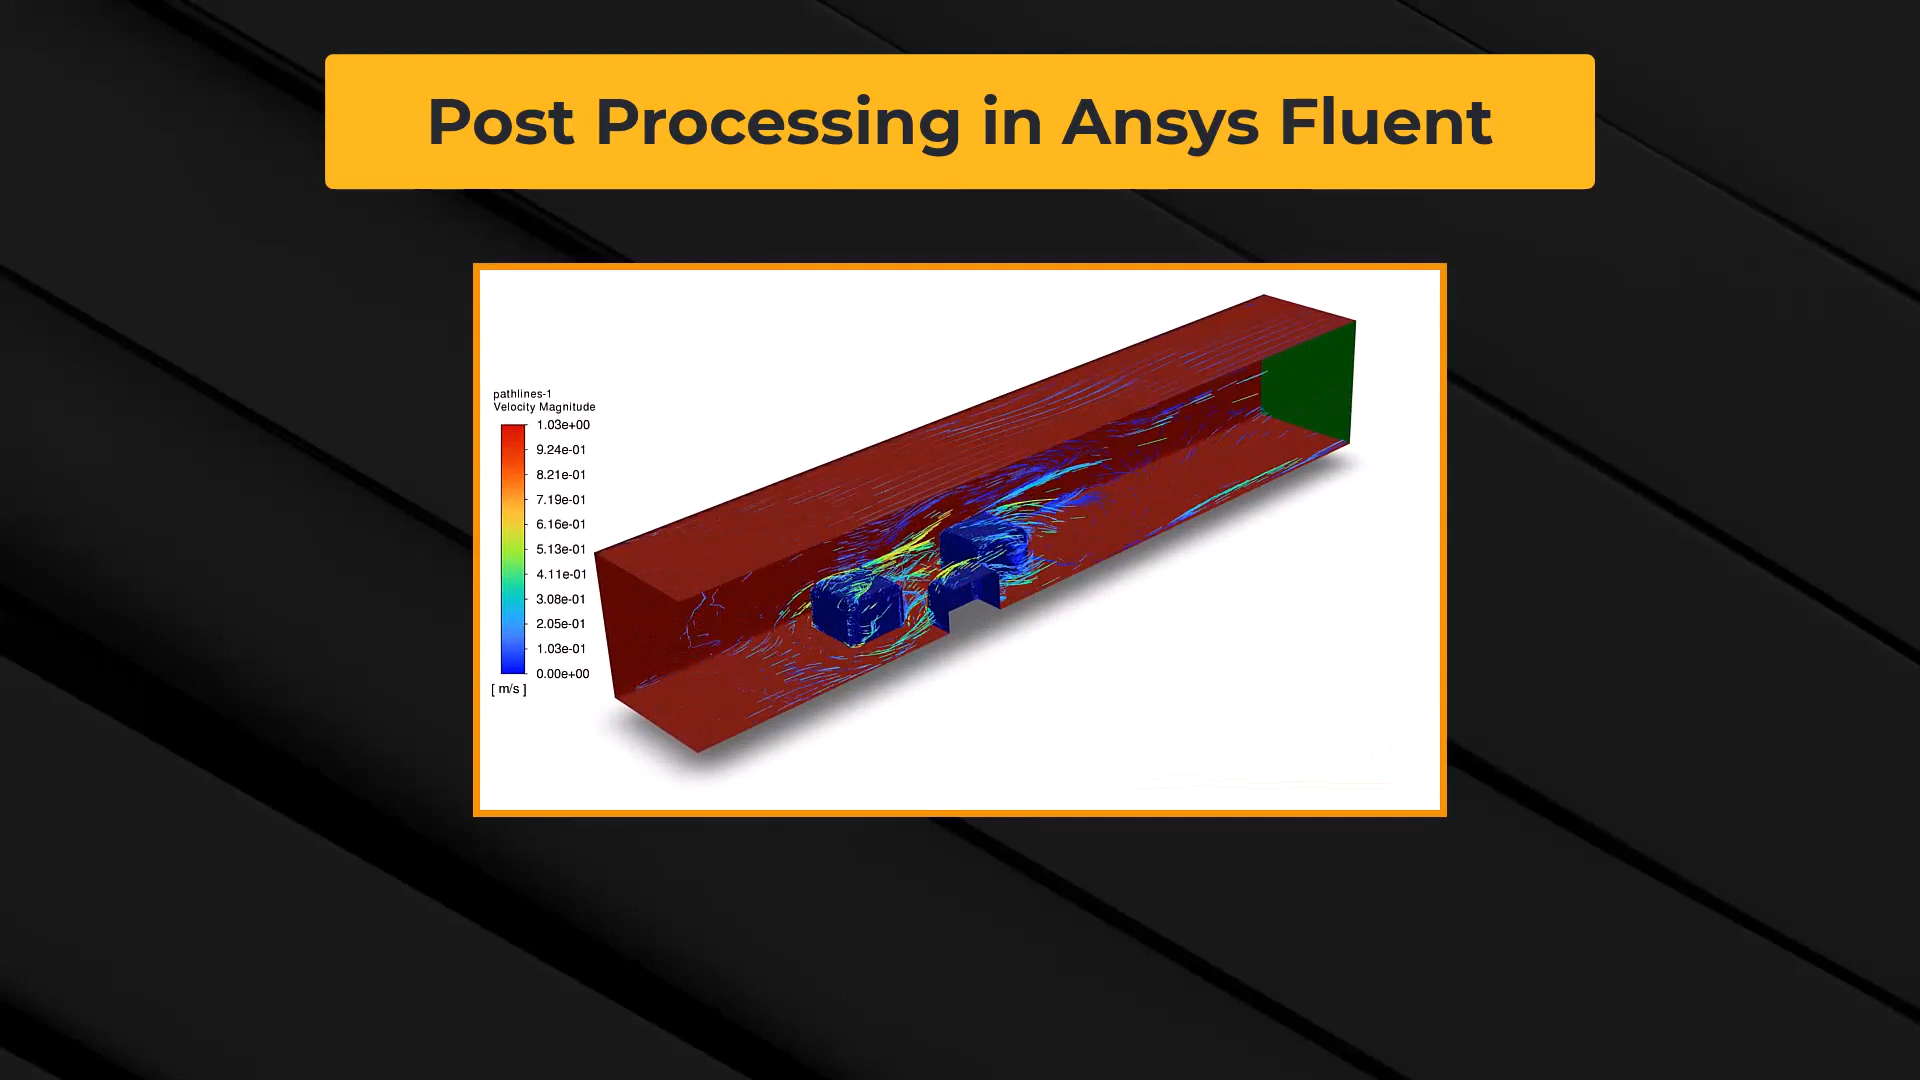 Post Processing in Ansys Fluent
pathlines-1
Velocity Magnitude
1.03e+00
9.24e-01
8.21e-01
7.19e-01
6.16e-01
5.13e-01
4.11e-01
3.08e-01
2.05e-01
1.03e-01
0.00e+00
[ m/s ]